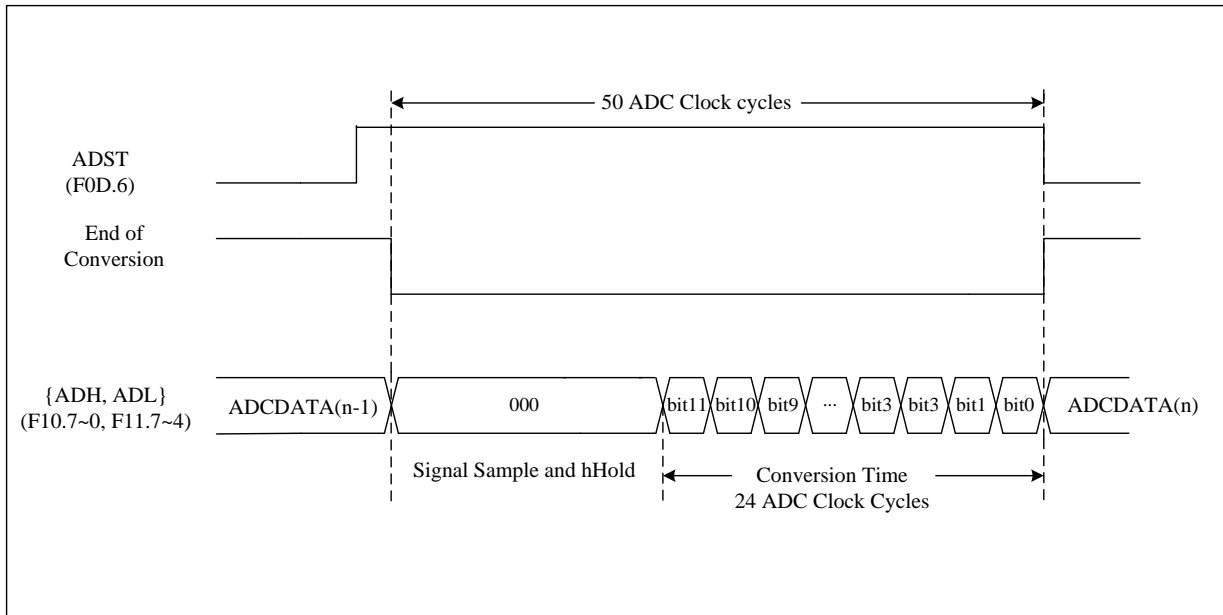 50 ADC Clock cycles
ADST
(F0D.6)
End of
Conversion
{ADH, ADL}
(F10.7~0, F11.7~4)
ADCDATA(n-1)
000
bit11
bit10
bit9
...
bit3
bit3
bit1
bit0
ADCDATA(n)
Signal Sample and hHold
Conversion Time
24 ADC Clock Cycles